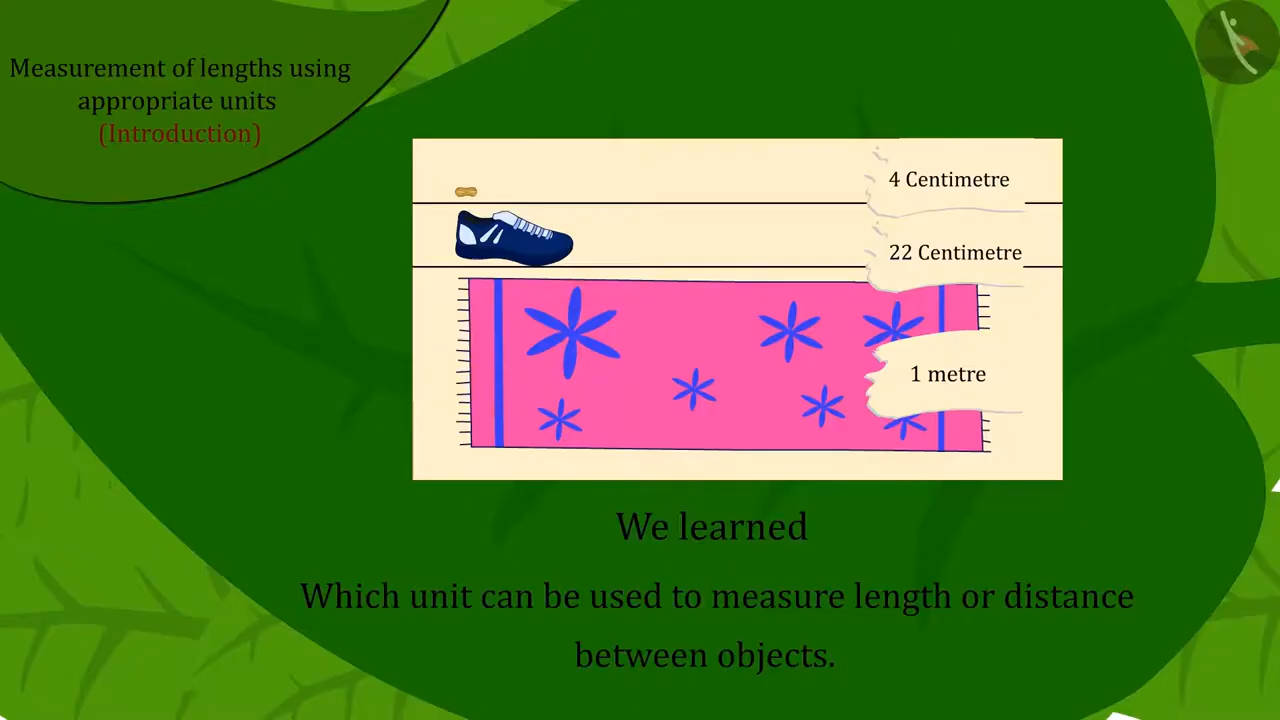 Measurement of lengths using
appropriate units
(Introduction)
4 Centimetre
22 Centimetre
1 metre
We learned
Which unit can be used to measure length or distance
between objects.